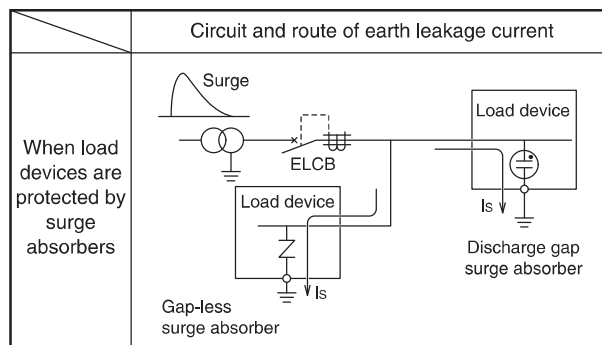 Circuit and route of earth leakage current
When load
devices are
protected by
surge
absorbers
Surge
ELCB
Load device
Is
Gap-less
surge absorber
Load device
Is
Discharge gap
surge absorber